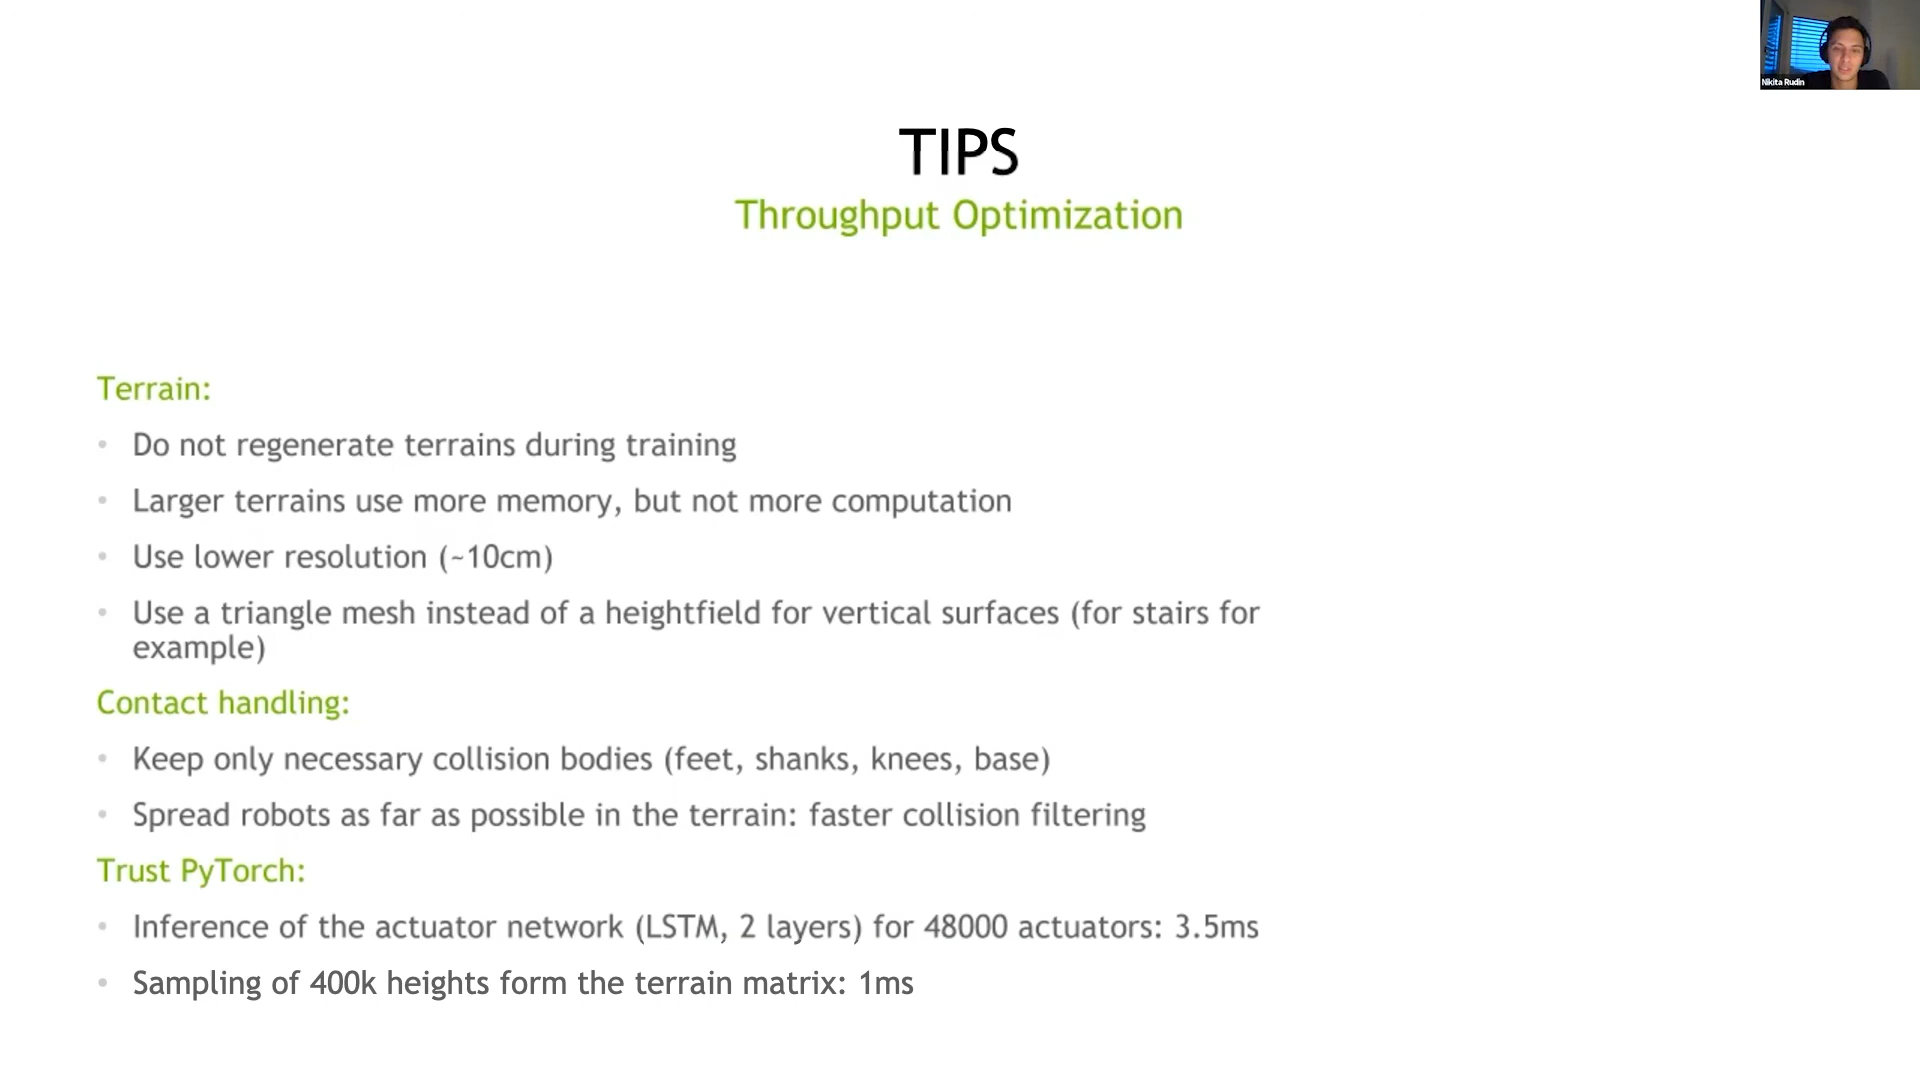 Nikita Rudin
TIPS
Throughput Optimization
Terrain:
• Do not regenerate terrains during training
• Larger terrains use more memory, but not more computation
• Use lower resolution (~10cm)
• Use a triangle mesh instead of a heightfield for vertical surfaces (for stairs for
example)
Contact handling:
• Keep only necessary collision bodies (feet, shanks, knees, base)
• Spread robots as far as possible in the terrain: faster collision filtering
Trust PyTorch:
• Inference of the actuator network (LSTM, 2 layers) for 48000 actuators: 3.5ms
• Sampling of 400k heights form the terrain matrix: 1ms